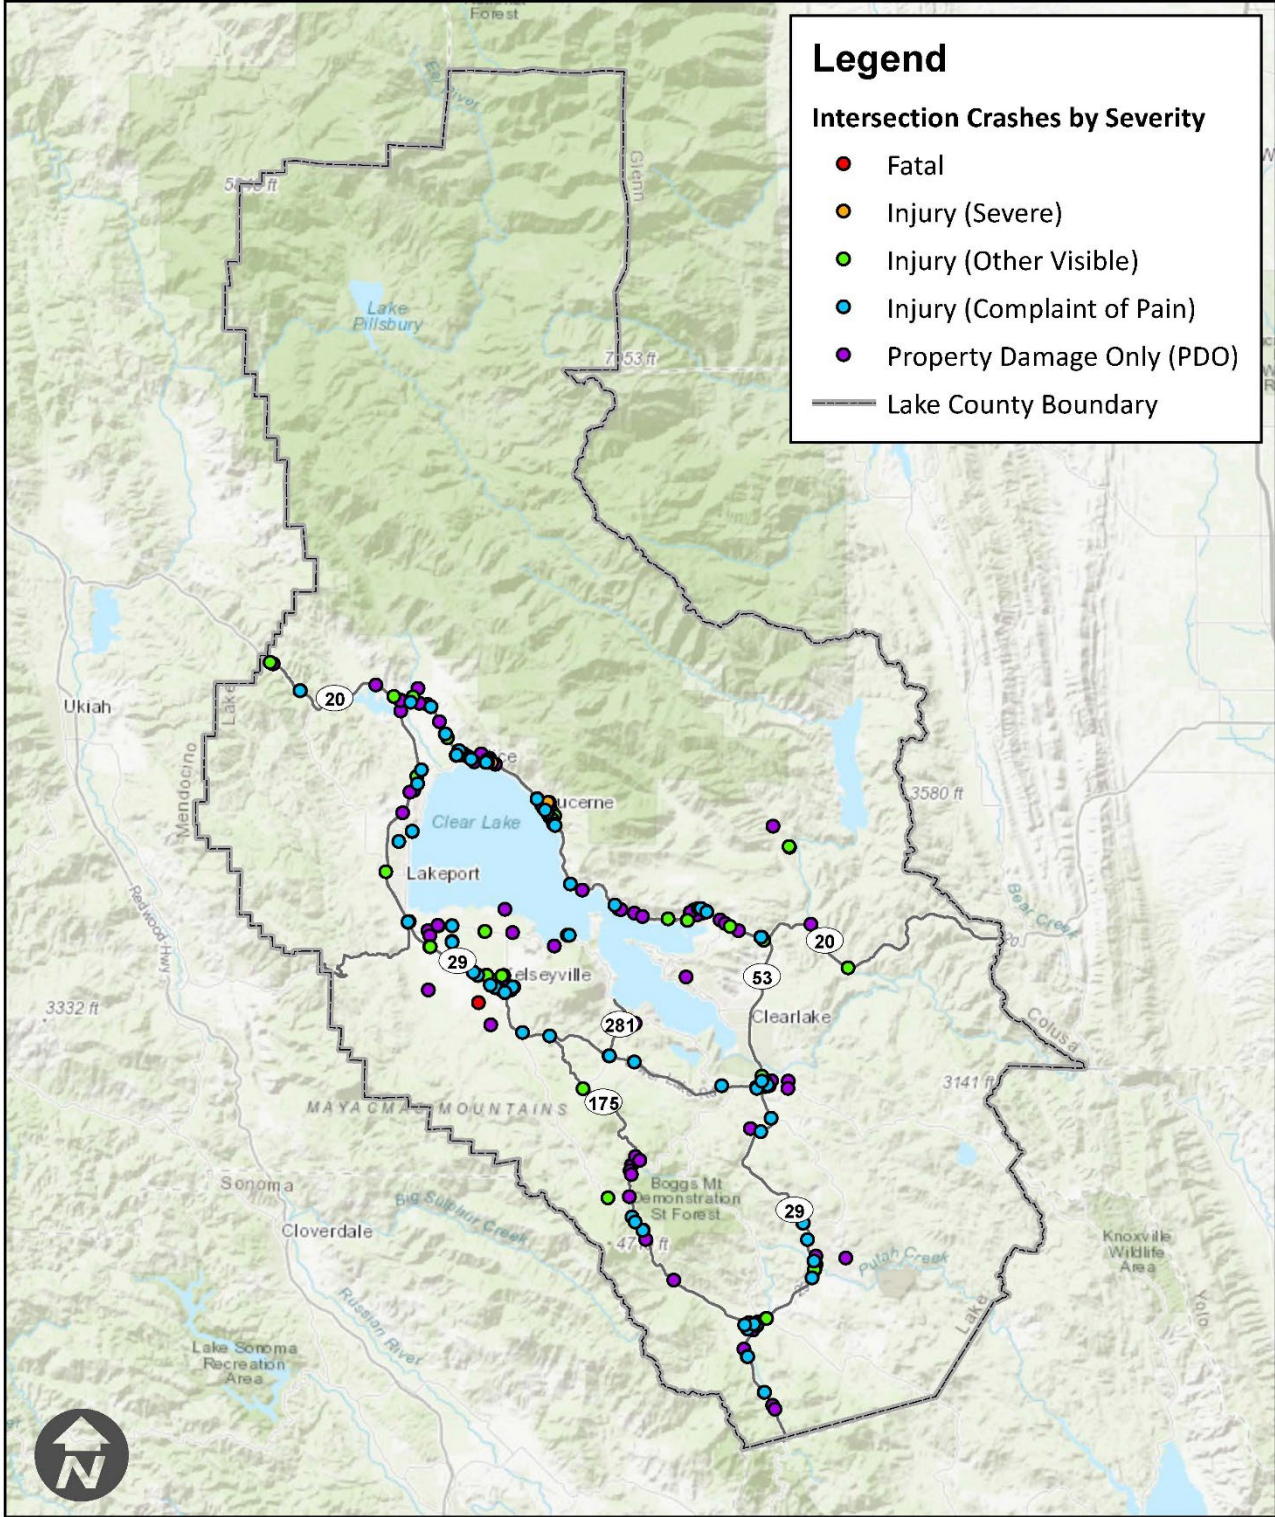 Forest
Legend
Intersection Crashes by Severity
Fatal
Injury (Severe)
Injury (Other Visible)
Injury (Complaint of Pain)
Property Damage Only (PDO)
Lake County Boundary
Eel River
Glenn
Lake
Pillsbury
7053 ft
Ukiah
Lake
20
Mendocino
3580 ft
Clear Lake
Lakeport
Redwood Hwy
Bear Creek
20
20
29
53
3332 ft
281
Clearlake
Colusa
3141 ft
175
MAYACMAS MOUNTAINS
Sonoma
Boggs Mt
Demonstration
St Forest
Big Sulphur Creek
29
Cloverdale
Knoxville
Wildlife
Area
Putah Creek
Russian River
Lake
Yolo
Lake Sonoma
Recreation
Area
N